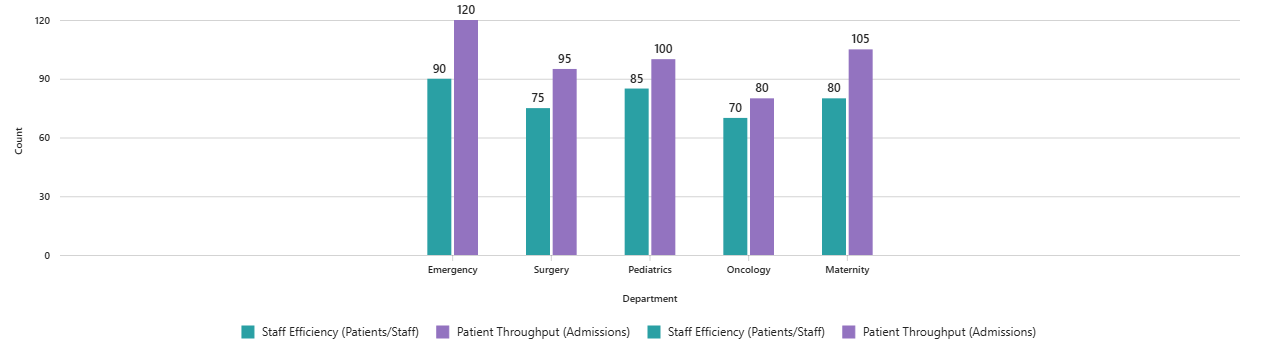 120
90
60
30
0
Count
90
120
75
95
85
100
70
80
80
105
Emergency
Surgery
Pediatrics
Oncology
Maternity
Department
Staff Efficiency (Patients/Staff)
Patient Throughput (Admissions)
Staff Efficiency (Patients/Staff)
Patient Throughput (Admissions)